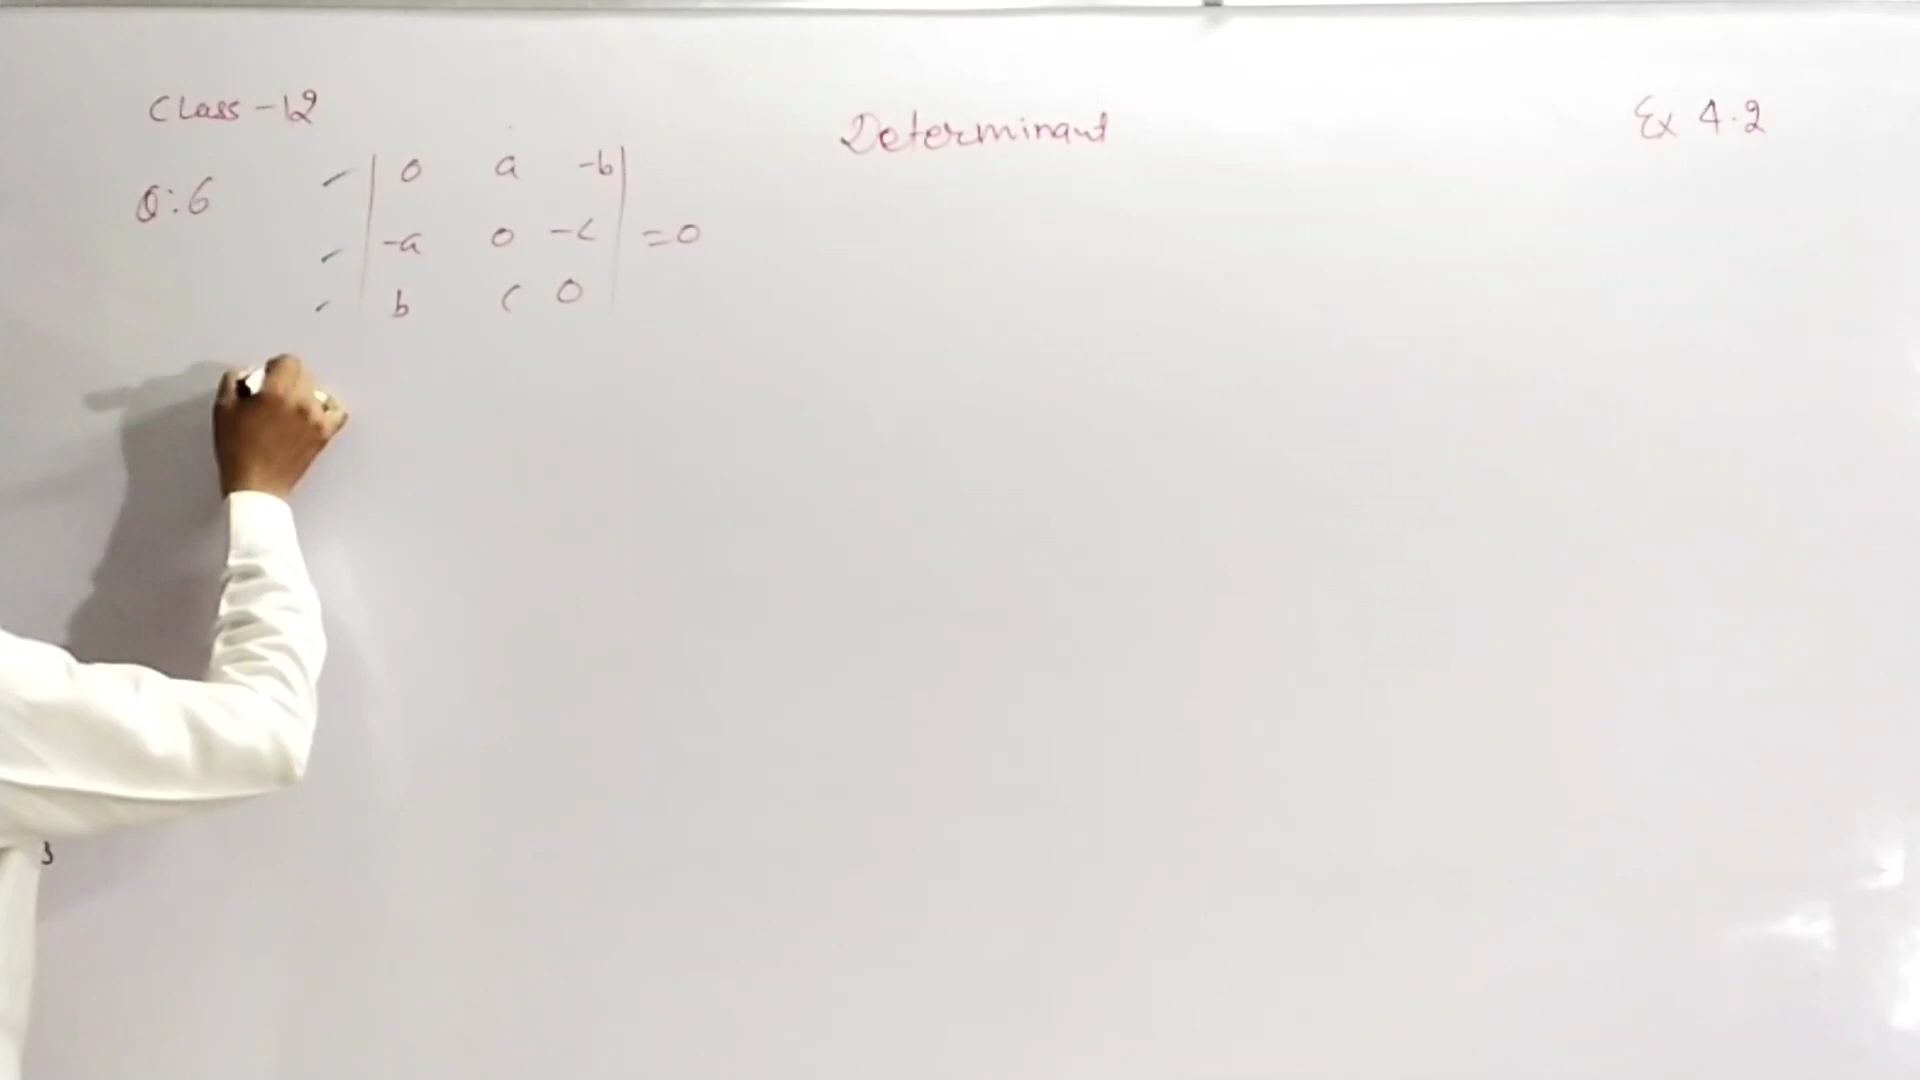 Class-12
Determinant
Ex 4.2
Q:6
| 0 a -b |
| -a 0 -c | =0
| b c 0 |